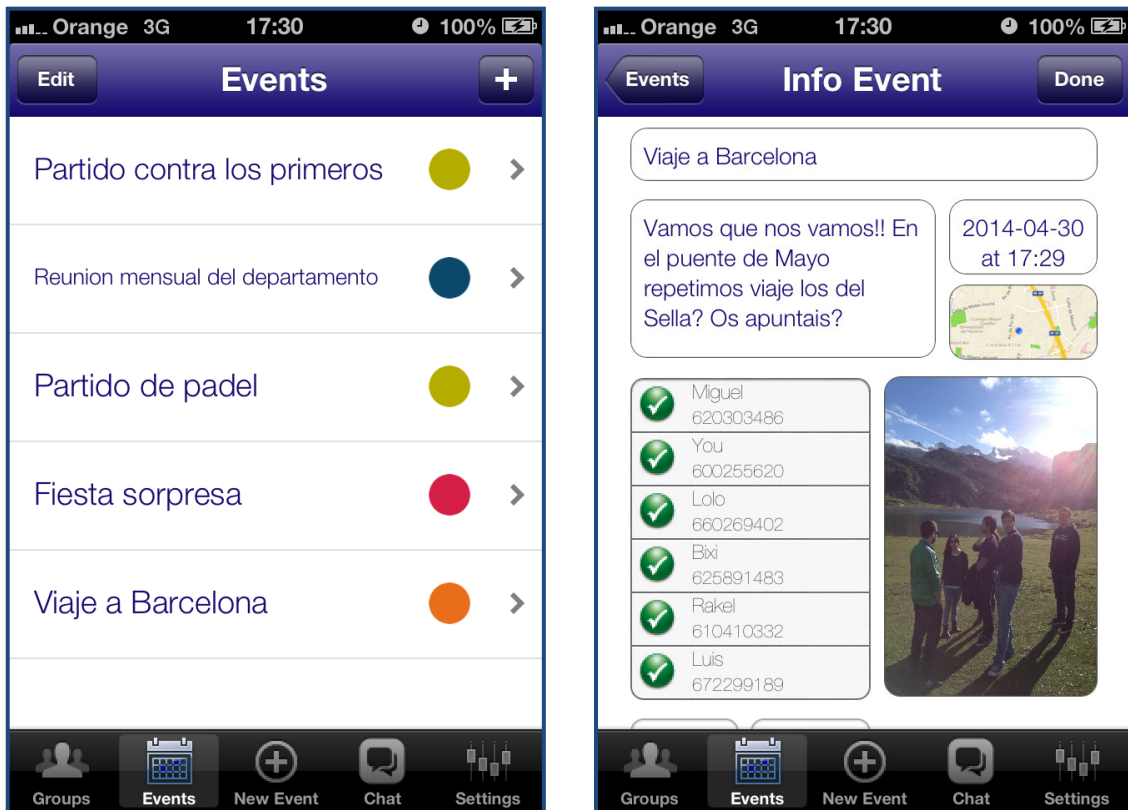 Orange 3G 17:30 100%
Edit Events +
Partido contra los primeros
Reunion mensual del departamento
Partido de padel
Fiesta sorpresa
Viaje a Barcelona
Groups Events New Event Chat Settings
Orange 3G 17:30 100%
Events Info Event Done
Viaje a Barcelona
Vamos que nos vamos!! En
el puente de Mayo
repetimos viaje los del
Sella? Os apuntais?
2014-04-30
at 17:29
CHAMARTIN
Miguel
620303486
You
600255620
Lolo
660269402
Bixi
625891483
Rakel
610410332
Luis
672299189
Groups Events New Event Chat Settings